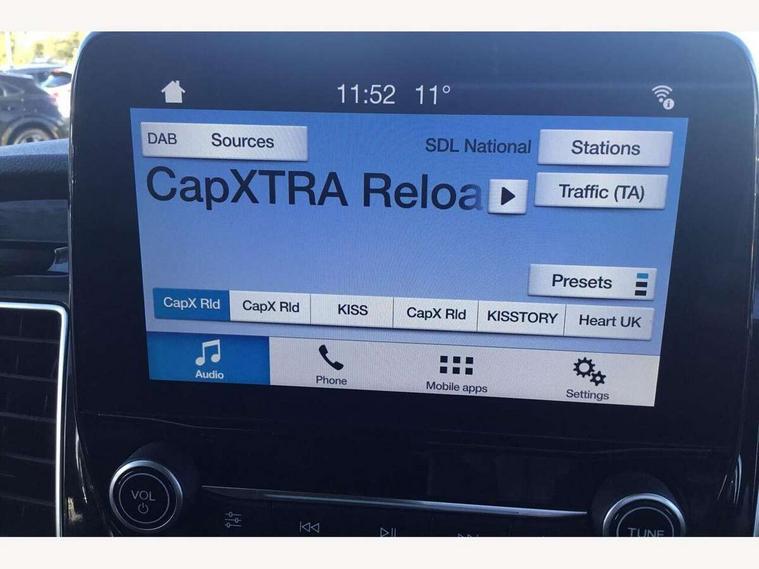 11:52 11°
DAB Sources
SDL National
Stations
CapXTRA Reloa
Traffic (TA)
Presets
CapX Rld
CapX Rld
KISS
CapX Rld
KISSTORY
Heart UK
Audio
Phone
Mobile apps
Settings
VOL
TUNE